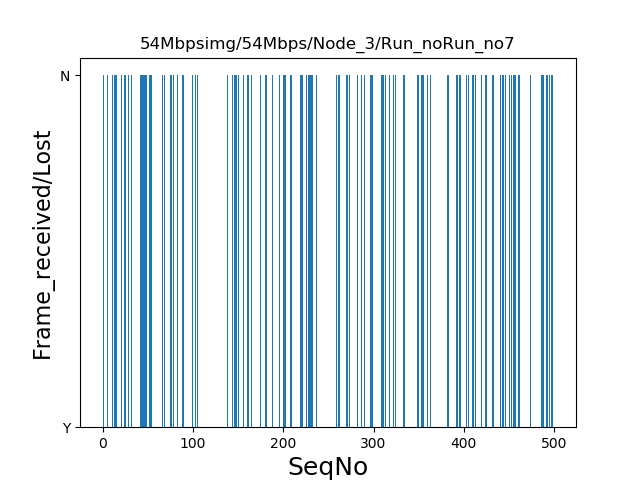 54Mbpsimg/54Mbps/Node_3/Run_noRun_no7
N
Frame_received/Lost
Y
0 100 200 300 400 500
SeqNo